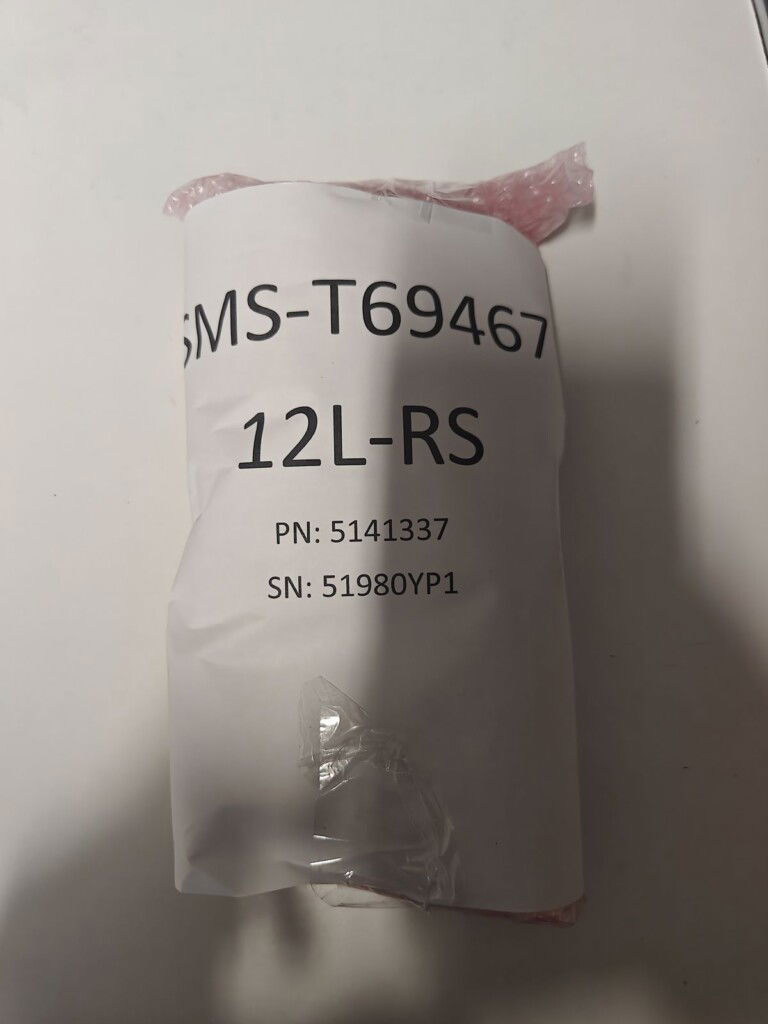 SMS-T69467
12L-RS
PN: 5141337
SN: 51980YP1